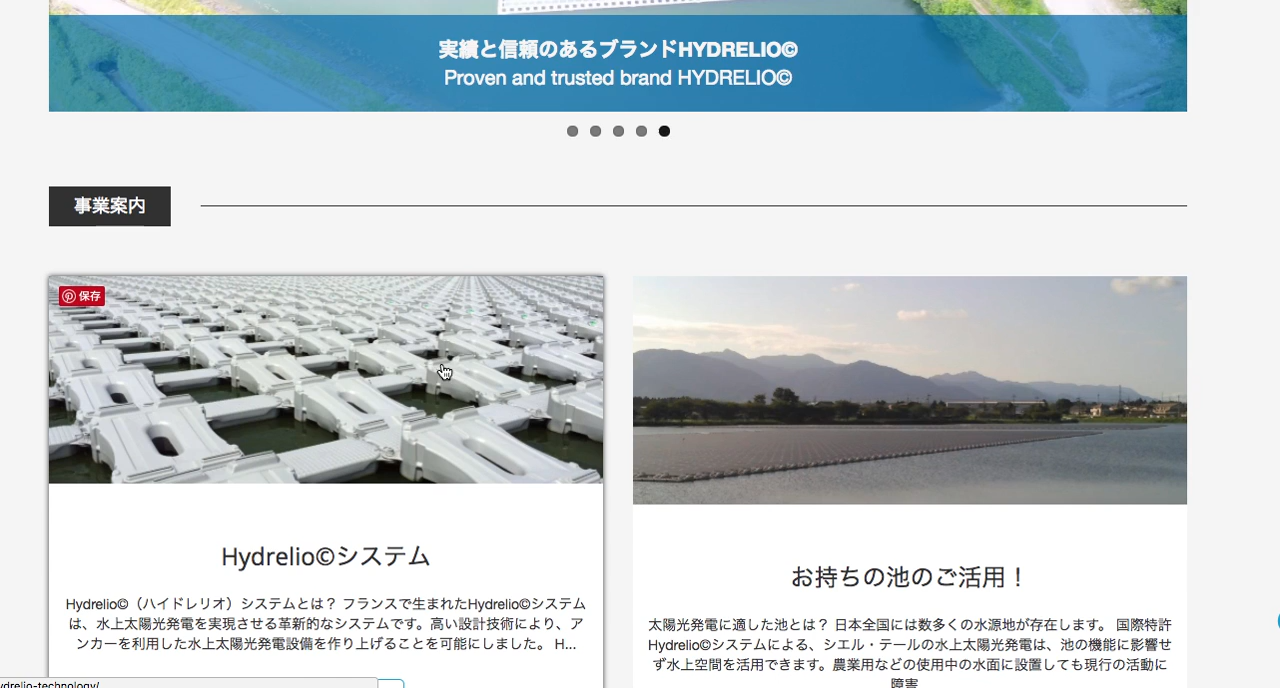 実績と信頼のあるブランドHYDRELIO©
Proven and trusted brand HYDRELIO©
事業案内
保存
Hydrelio©システム
Hydrelio©（ハイドレリオ）システムとは？ フランスで生まれたHydrelio©システム
は、水上太陽光発電を実現させる革新的なシステムです。高い設計技術により、ア
ンカーを利用した水上太陽光発電設備を作り上げることを可能にしました。 H...
お持ちの池のご活用！
太陽光発電に適した池とは？ 日本全国には数多くの水源地が存在します。 国際特許
Hydrelio©システムによる、シエル・テールの水上太陽光発電は、池の機能に影響せ
ず水上空間を活用できます。農業用などの使用中の水面に設置しても現行の活動に
障害
ydrelio-technology/